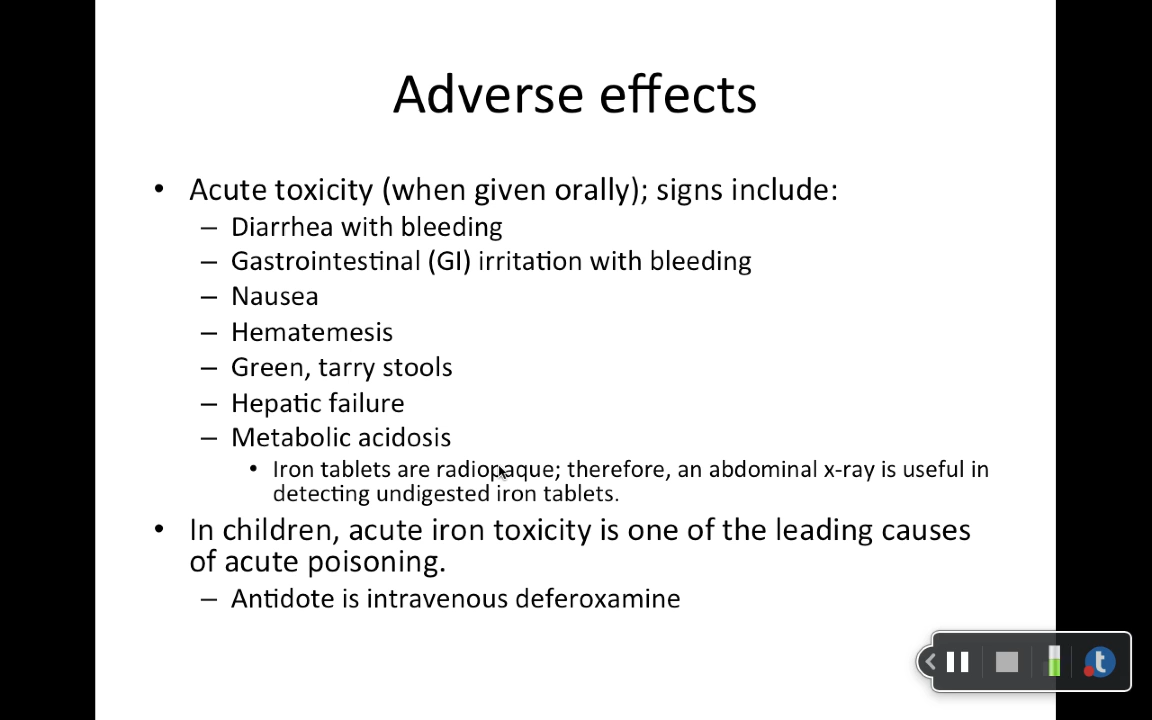 Adverse effects
• Acute toxicity (when given orally); signs include:
– Diarrhea with bleeding
– Gastrointestinal (GI) irritation with bleeding
– Nausea
– Hematemesis
– Green, tarry stools
– Hepatic failure
– Metabolic acidosis
• Iron tablets are radiopaque; therefore, an abdominal x-ray is useful in
detecting undigested iron tablets.
• In children, acute iron toxicity is one of the leading causes
of acute poisoning.
– Antidote is intravenous deferoxamine
t